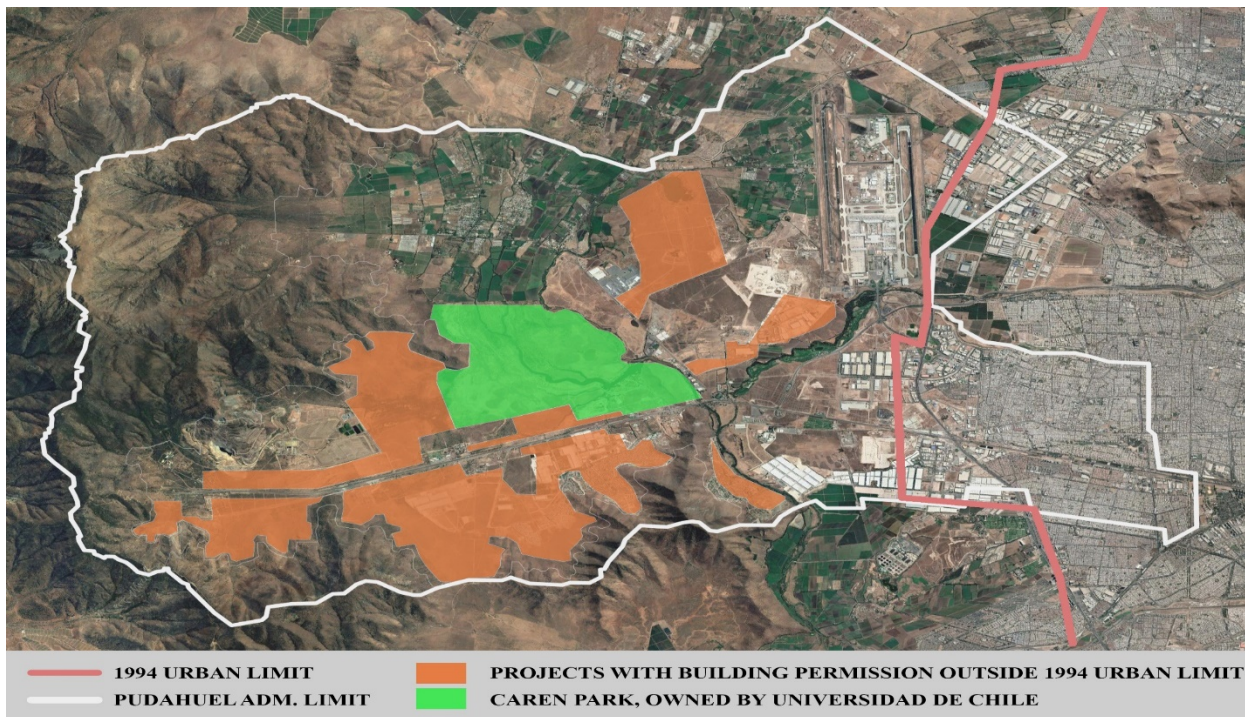 1994 URBAN LIMIT
PROJECTS WITH BUILDING PERMISSION OUTSIDE 1994 URBAN LIMIT
PUDAHUEL ADM. LIMIT
CAREN PARK, OWNED BY UNIVERSIDAD DE CHILE